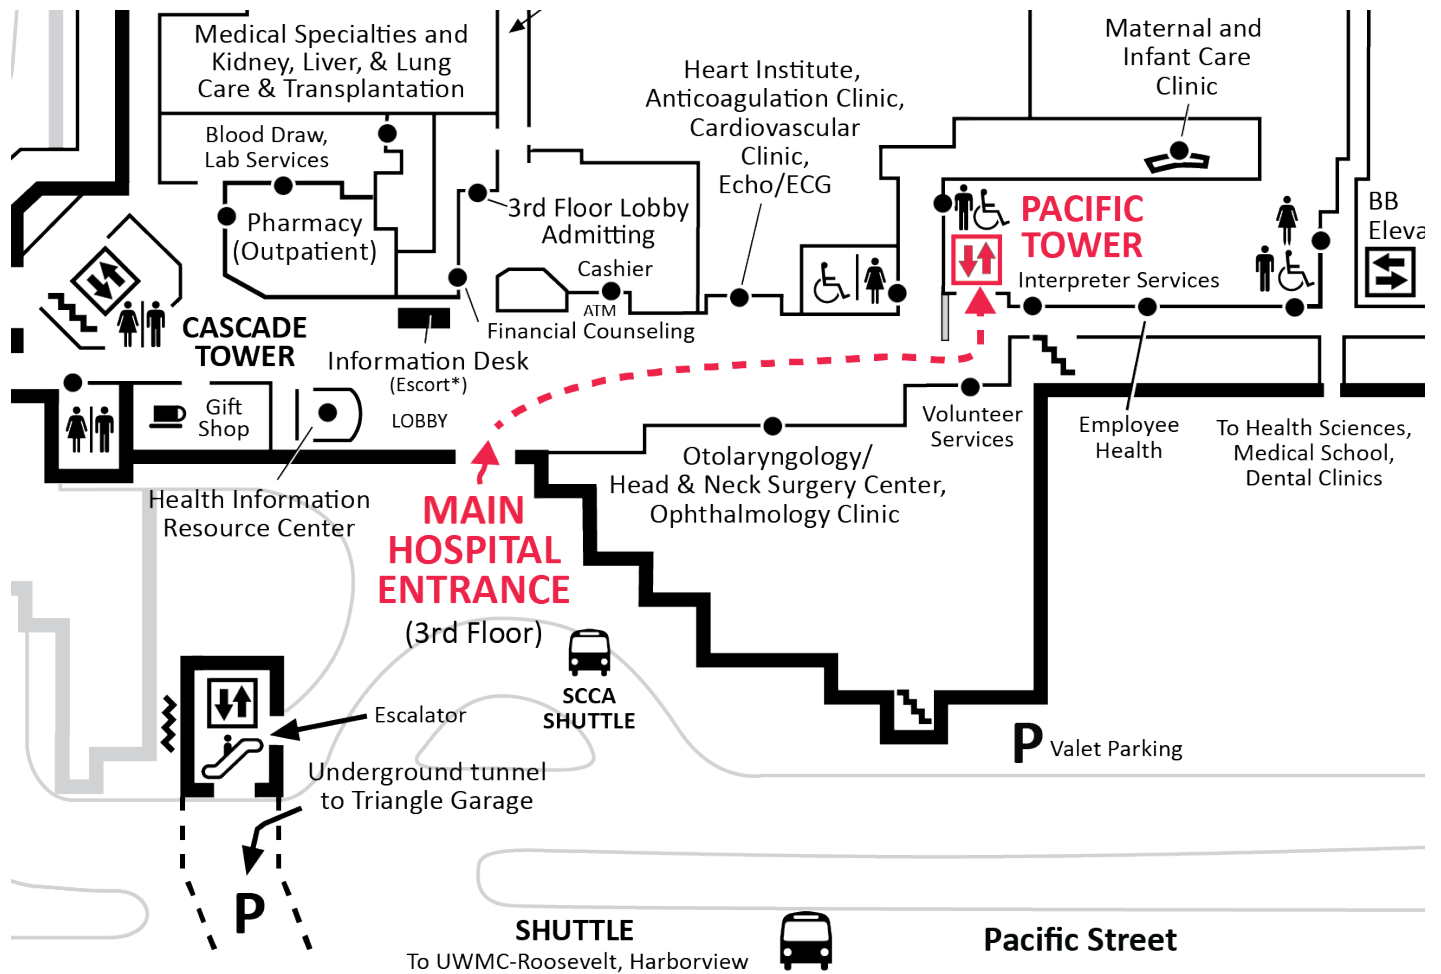 Medical Specialties and
Kidney, Liver, & Lung
Care & Transplantation
Maternal and
Infant Care
Clinic
Heart Institute,
Anticoagulation Clinic,
Cardiovascular
Clinic,
Echo/ECG
Blood Draw,
Lab Services
Pharmacy
(Outpatient)
3rd Floor Lobby
Admitting
Cashier
ATM
Financial Counseling
PACIFIC
TOWER
Interpreter Services
BB
Eleva
CASCADE
TOWER
Information Desk
(Escort*)
LOBBY
Gift
Shop
Volunteer
Services
Employee
Health
To Health Sciences,
Medical School,
Dental Clinics
Otolaryngology/
Head & Neck Surgery Center,
Ophthalmology Clinic
Health Information
Resource Center
MAIN
HOSPITAL
ENTRANCE
(3rd Floor)
SCCA
SHUTTLE
Escalator
P Valet Parking
Underground tunnel
to Triangle Garage
P
SHUTTLE
To UWMC-Roosevelt, Harborview
Pacific Street